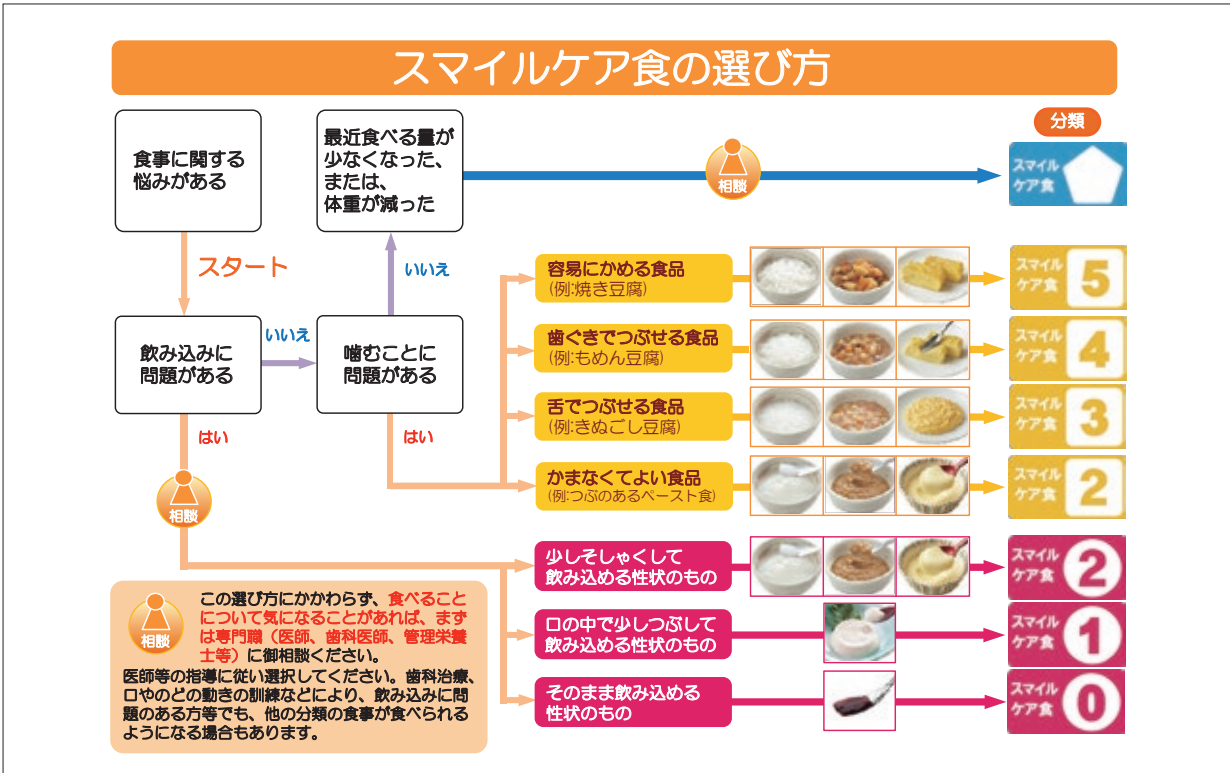 スマイルケア食の選び方
食事に関する
悩みがある
最近食べる量が
少なくなった、
または、
体重が減った
相談
分類
スマイル
ケア食
スタート
いいえ
飲み込みに
問題がある
いいえ
噛むことに
問題がある
はい
はい
相談
容易にかめる食品
(例:焼き豆腐)
スマイル
ケア食
5
歯ぐきでつぶせる食品
(例:もめん豆腐)
スマイル
ケア食
4
舌でつぶせる食品
(例:きぬごし豆腐)
スマイル
ケア食
3
かまなくてよい食品
(例:つぶのあるペースト食)
スマイル
ケア食
2
少しそしゃくして
飲み込める性状のもの
スマイル
ケア食
2
口の中で少しつぶして
飲み込める性状のもの
スマイル
ケア食
1
そのまま飲み込める
性状のもの
スマイル
ケア食
0
相談
この選び方にかかわらず、食べること
について気になることがあれば、まず
は専門職（医師、歯科医師、管理栄養
士等）に御相談ください。
医師等の指導に従い選択してください。歯科治療、
口やのどの動きの訓練などにより、飲み込みに問
題のある方等でも、他の分類の食事が食べられる
ようになる場合もあります。